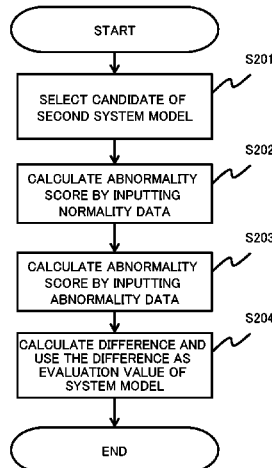 START
S201
SELECT CANDIDATE OF
SECOND SYSTEM MODEL
S202
CALCULATE ABNORMALITY
SCORE BY INPUTTING
NORMALITY DATA
S203
CALCULATE ABNORMALITY
SCORE BY INPUTTING
ABNORMALITY DATA
S204
CALCULATE DIFFERENCE AND
USE THE DIFFERENCE AS
EVALUATION VALUE OF
SYSTEM MODEL
END